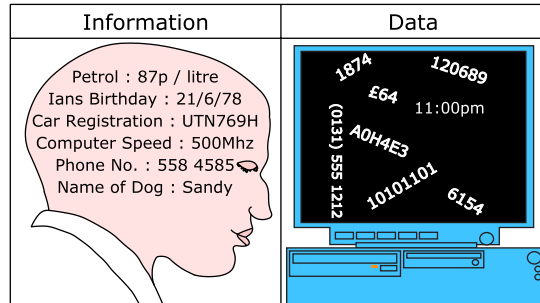 Information
Petrol : 87p / litre
Ians Birthday : 21/6/78
Car Registration : UTN769H
Computer Speed : 500Mhz
Phone No. : 558 4585
Name of Dog : Sandy
Data
1874
120689
£64
11:00pm
(0131) 555 1212
A0H4E3
10101101
6154